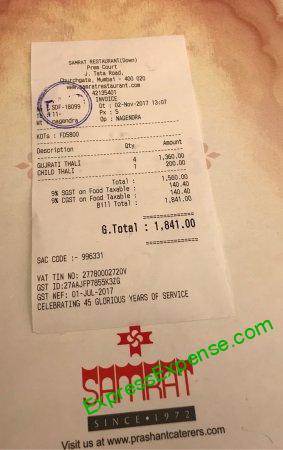 SAMRAT RESTAURANT(Down)
Prem Court
J. Tata Road,
Churchgate, Mumbai - 400 020
www.samratrestaurant.com
42135401
INVOICE
SDF-18099 Dt : 02-Nov-2017 13:07
11- Px : 5
nagendra Op : NAGENDRA
KOTs : FD5800
Description Qty Amount
GUJRATI THALI 4 1,360.00
CHILD THALI 1 200.00
Total : 1,560.00
9% SGST on Food Taxable : 140.40
9% CGST on Food Taxable : 140.40
Bill Total : 1,841.00
G.Total : 1,841.00
SAC CODE :- 996331
VAT TIN NO: 27780002720V
GST ID:27AAJFP7855K3ZG
GST WEF: 01-JUL-2017
CELEBRATING 45 GLORIOUS YEARS OF SERVICE
SAMRAT
SINCE•1972
Visit us at www.prashantcaterers.com
ExpressExpense.com